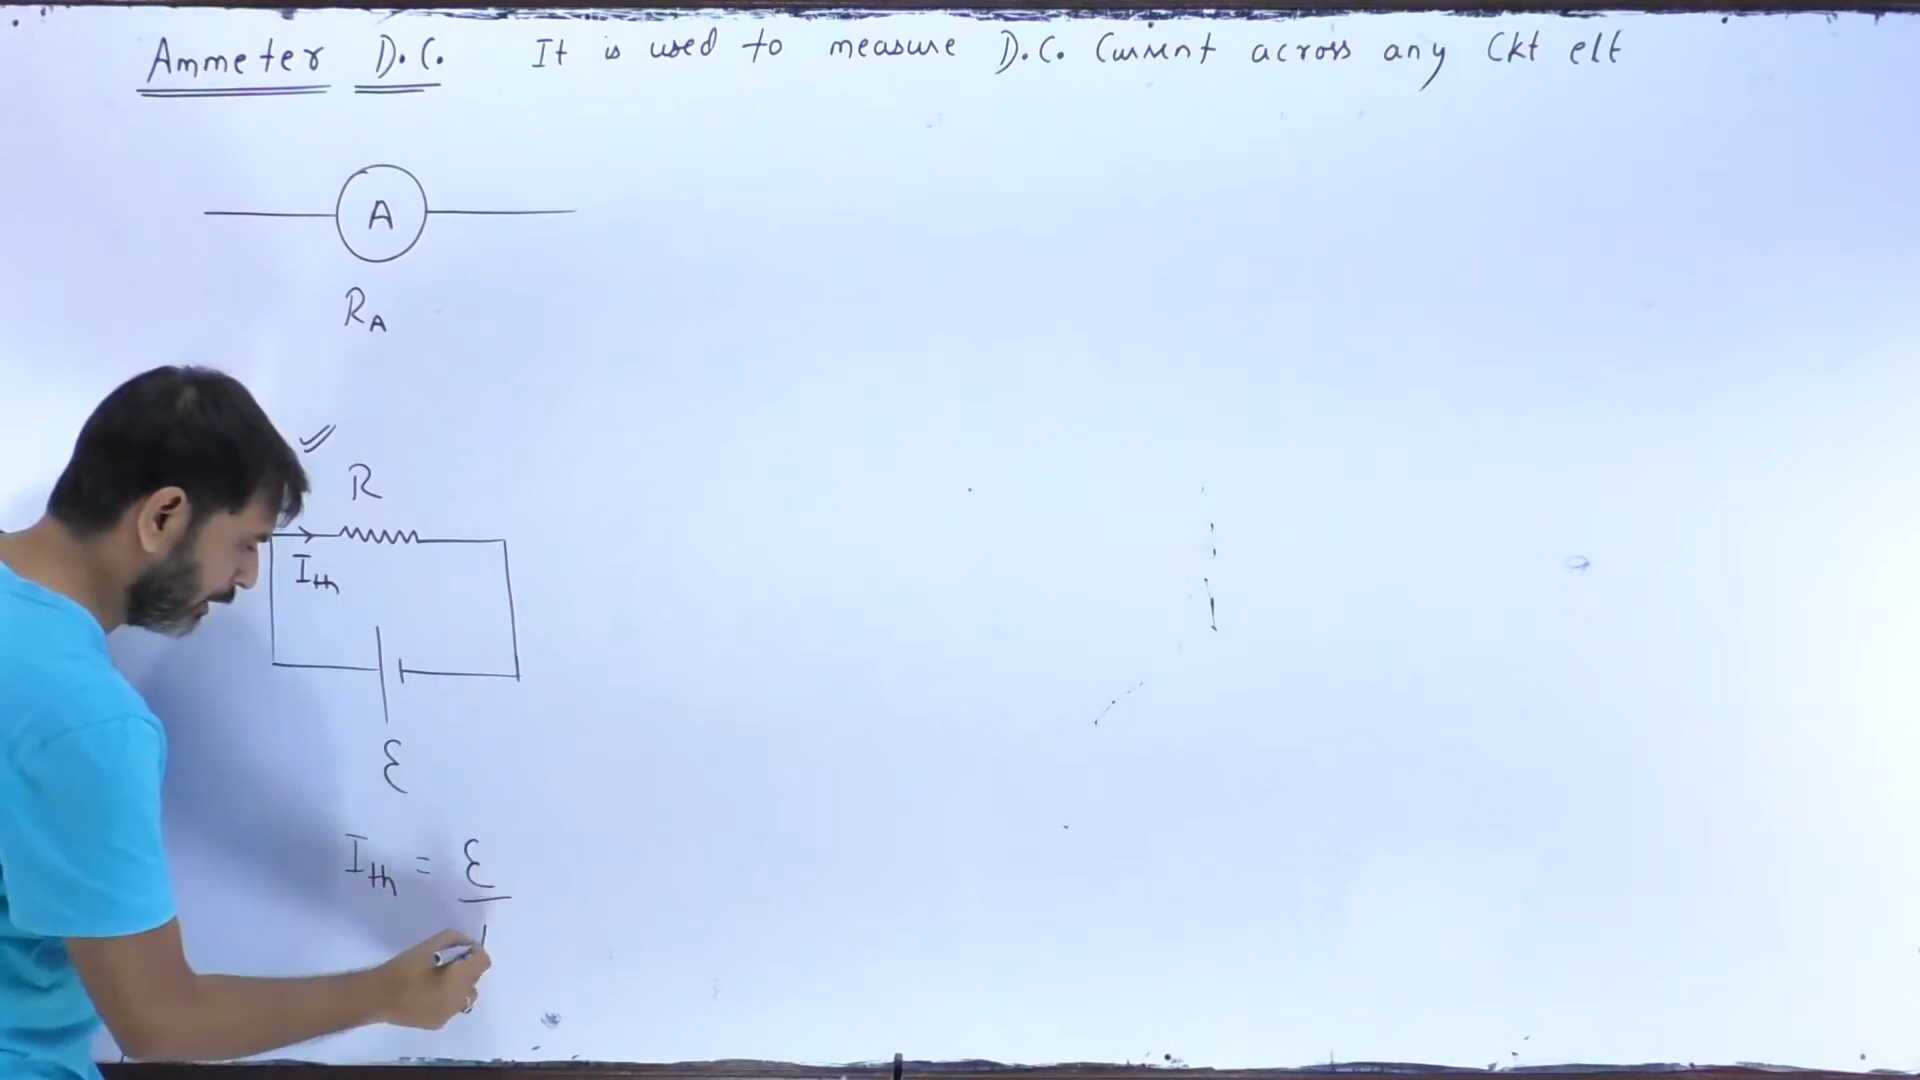 Ammeter D.C. It is used to measure D.C. Current across any Ckt elt
A
R_A
R
I_th
ε
I_th = ε